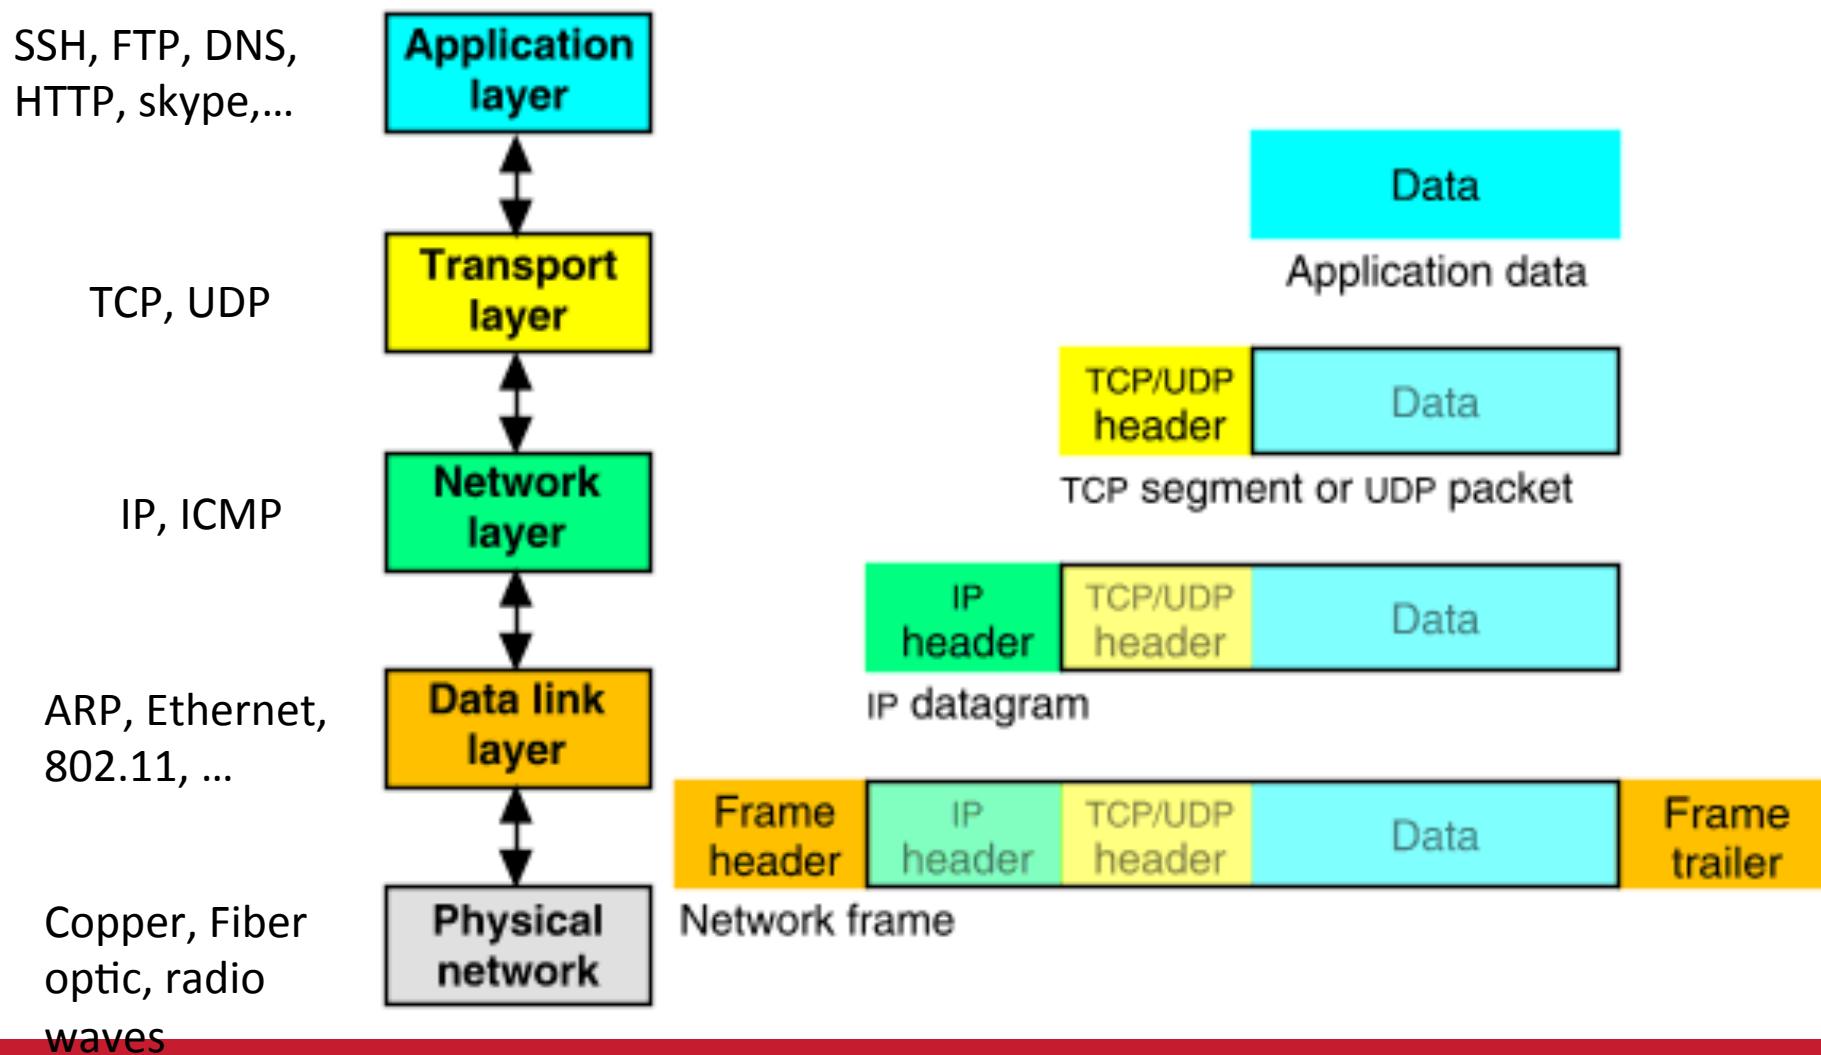 SSH, FTP, DNS,
HTTP, skype,...
Application
layer
Data
Application data
TCP, UDP
Transport
layer
TCP/UDP
header
Data
TCP segment or UDP packet
IP, ICMP
Network
layer
IP
header
TCP/UDP
header
Data
IP datagram
ARP, Ethernet,
802.11, ...
Data link
layer
Frame
header
IP
header
TCP/UDP
header
Data
Frame
trailer
Network frame
Copper, Fiber
optic, radio
waves
Physical
network